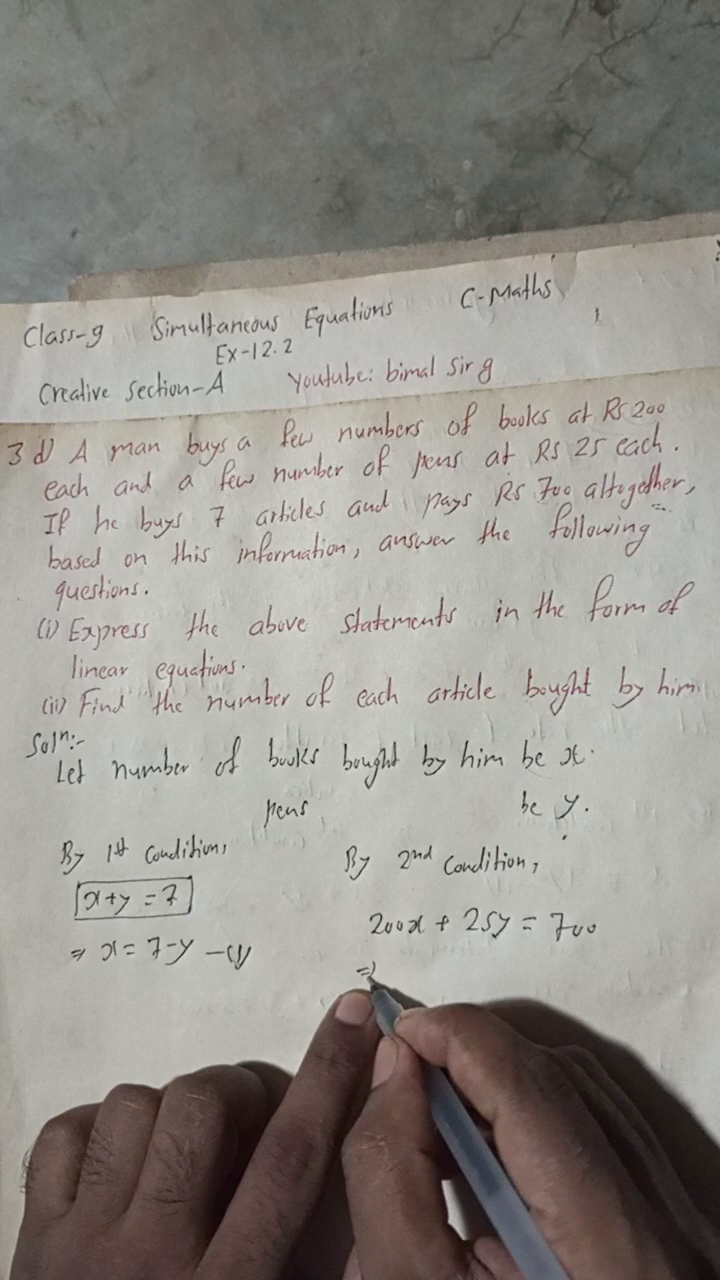 Class-9 Simultaneous Equations C-Maths
Ex-12.2
Creative Section-A Youtube: bimal Sir g
3 d) A man buys a few numbers of books at Rs 200
each and a few number of pens at Rs 25 each.
If he buys 7 articles and pays Rs 700 altogether,
based on this information, answer the following
questions.
(i) Express the above statements in the form of
linear equations.
(ii) Find the number of each article bought by him
Soln:-
Let number of books bought by him be x.
pens be y.
By 1st Condition, By 2nd Condition,
x+y = 7
200x + 25y = 700
⇒ x = 7-y -(1)
⇒